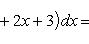 + 2x + 3)dx =